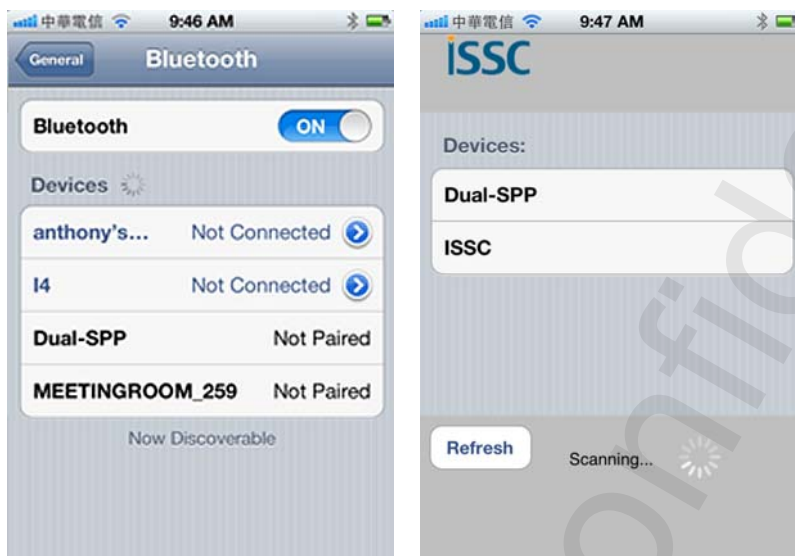 中華電信 9:46 AM
General Bluetooth
Bluetooth ON
Devices
anthony's... Not Connected
I4 Not Connected
Dual-SPP Not Paired
MEETINGROOM_259 Not Paired
Now Discoverable
中華電信 9:47 AM
ISSC
Devices:
Dual-SPP
ISSC
Refresh Scanning...